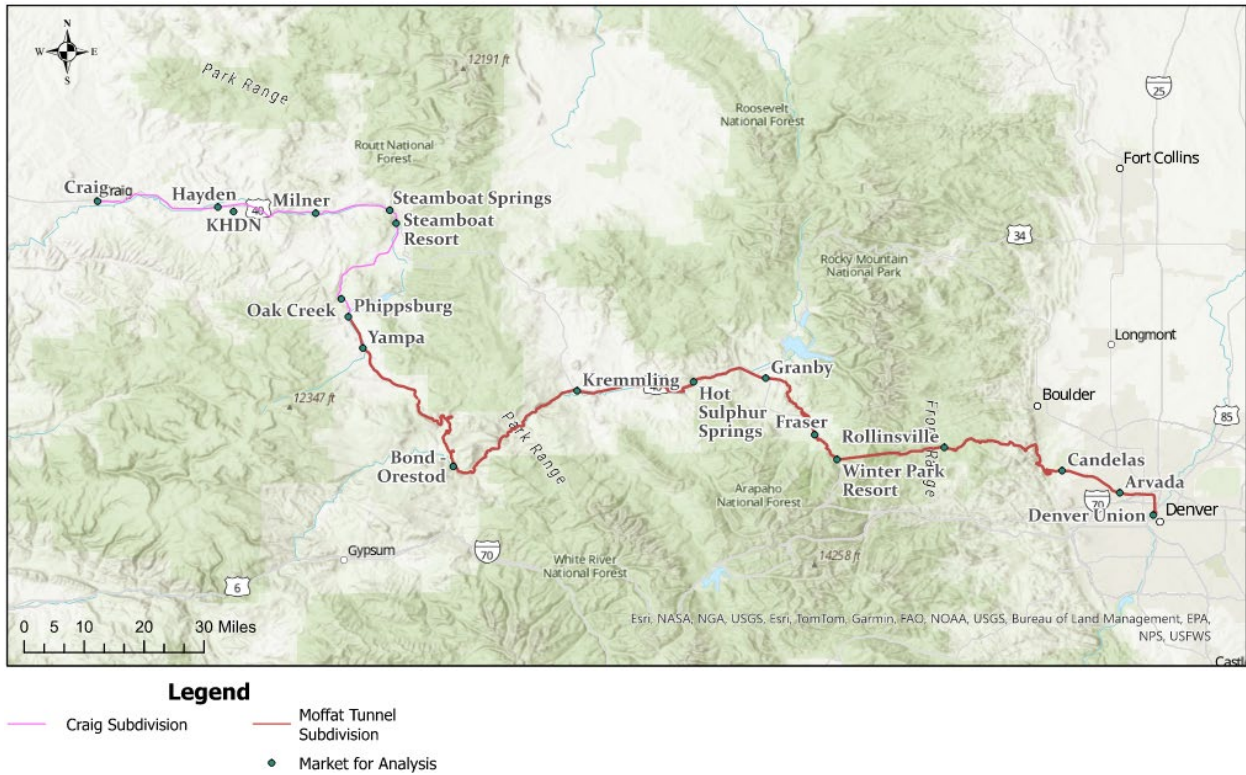 N
W E
S
Park Range
12191 ft
Roosevelt
National Forest
25
Fort Collins
Routt National
Forest
Craig
Craig
Hayden
40
Milner
KHDN
Steamboat Springs
Steamboat
Resort
34
Rocky Mountain
National Park
Oak Creek
Phippsburg
Yampa
Longmont
12347 ft
Kremmling
40
Hot
Sulphur
Springs
Granby
Boulder
85
Park Range
Fraser
Front Range
Rollinsville
Winter Park
Resort
Bond -
Orestod
Candelas
Arvada
70
Arapaho
National Forest
Denver Union
Denver
Gypsum
70
White River
National Forest
14258 ft
6
0 5 10 20 30 Miles
Esri, NASA, NGA, USGS, Esri, TomTom, Garmin, FAO, NOAA, USGS, Bureau of Land Management, EPA,
NPS, USFWS
Castle
Legend
Craig Subdivision
Moffat Tunnel
Subdivision
Market for Analysis